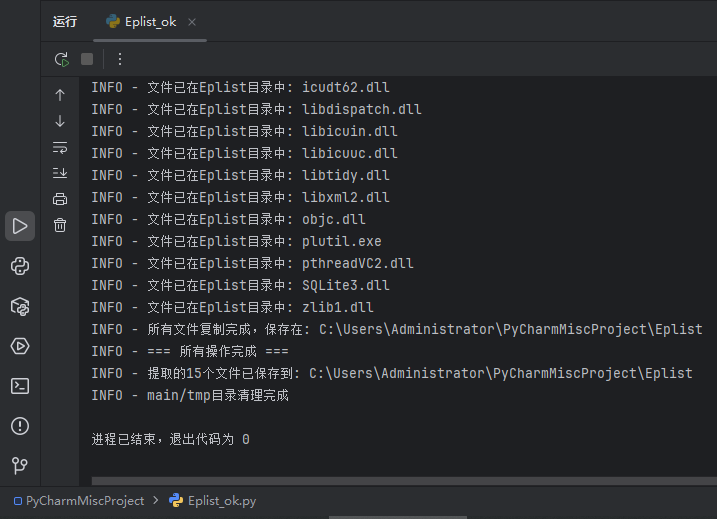 运行
Eplist_ok
INFO - 文件已在Eplist目录中: icudt62.dll
INFO - 文件已在Eplist目录中: libdispatch.dll
INFO - 文件已在Eplist目录中: libicuin.dll
INFO - 文件已在Eplist目录中: libicuuc.dll
INFO - 文件已在Eplist目录中: libtidy.dll
INFO - 文件已在Eplist目录中: libxml2.dll
INFO - 文件已在Eplist目录中: objc.dll
INFO - 文件已在Eplist目录中: plutil.exe
INFO - 文件已在Eplist目录中: pthreadVC2.dll
INFO - 文件已在Eplist目录中: SQLite3.dll
INFO - 文件已在Eplist目录中: zlib1.dll
INFO - 所有文件复制完成，保存在: C:\Users\Administrator\PyCharmMiscProject\Eplist
INFO - === 所有操作完成 ===
INFO - 提取的15个文件已保存到: C:\Users\Administrator\PyCharmMiscProject\Eplist
INFO - main/tmp目录清理完成
进程已结束，退出代码为 0
PyCharmMiscProject > Eplist_ok.py